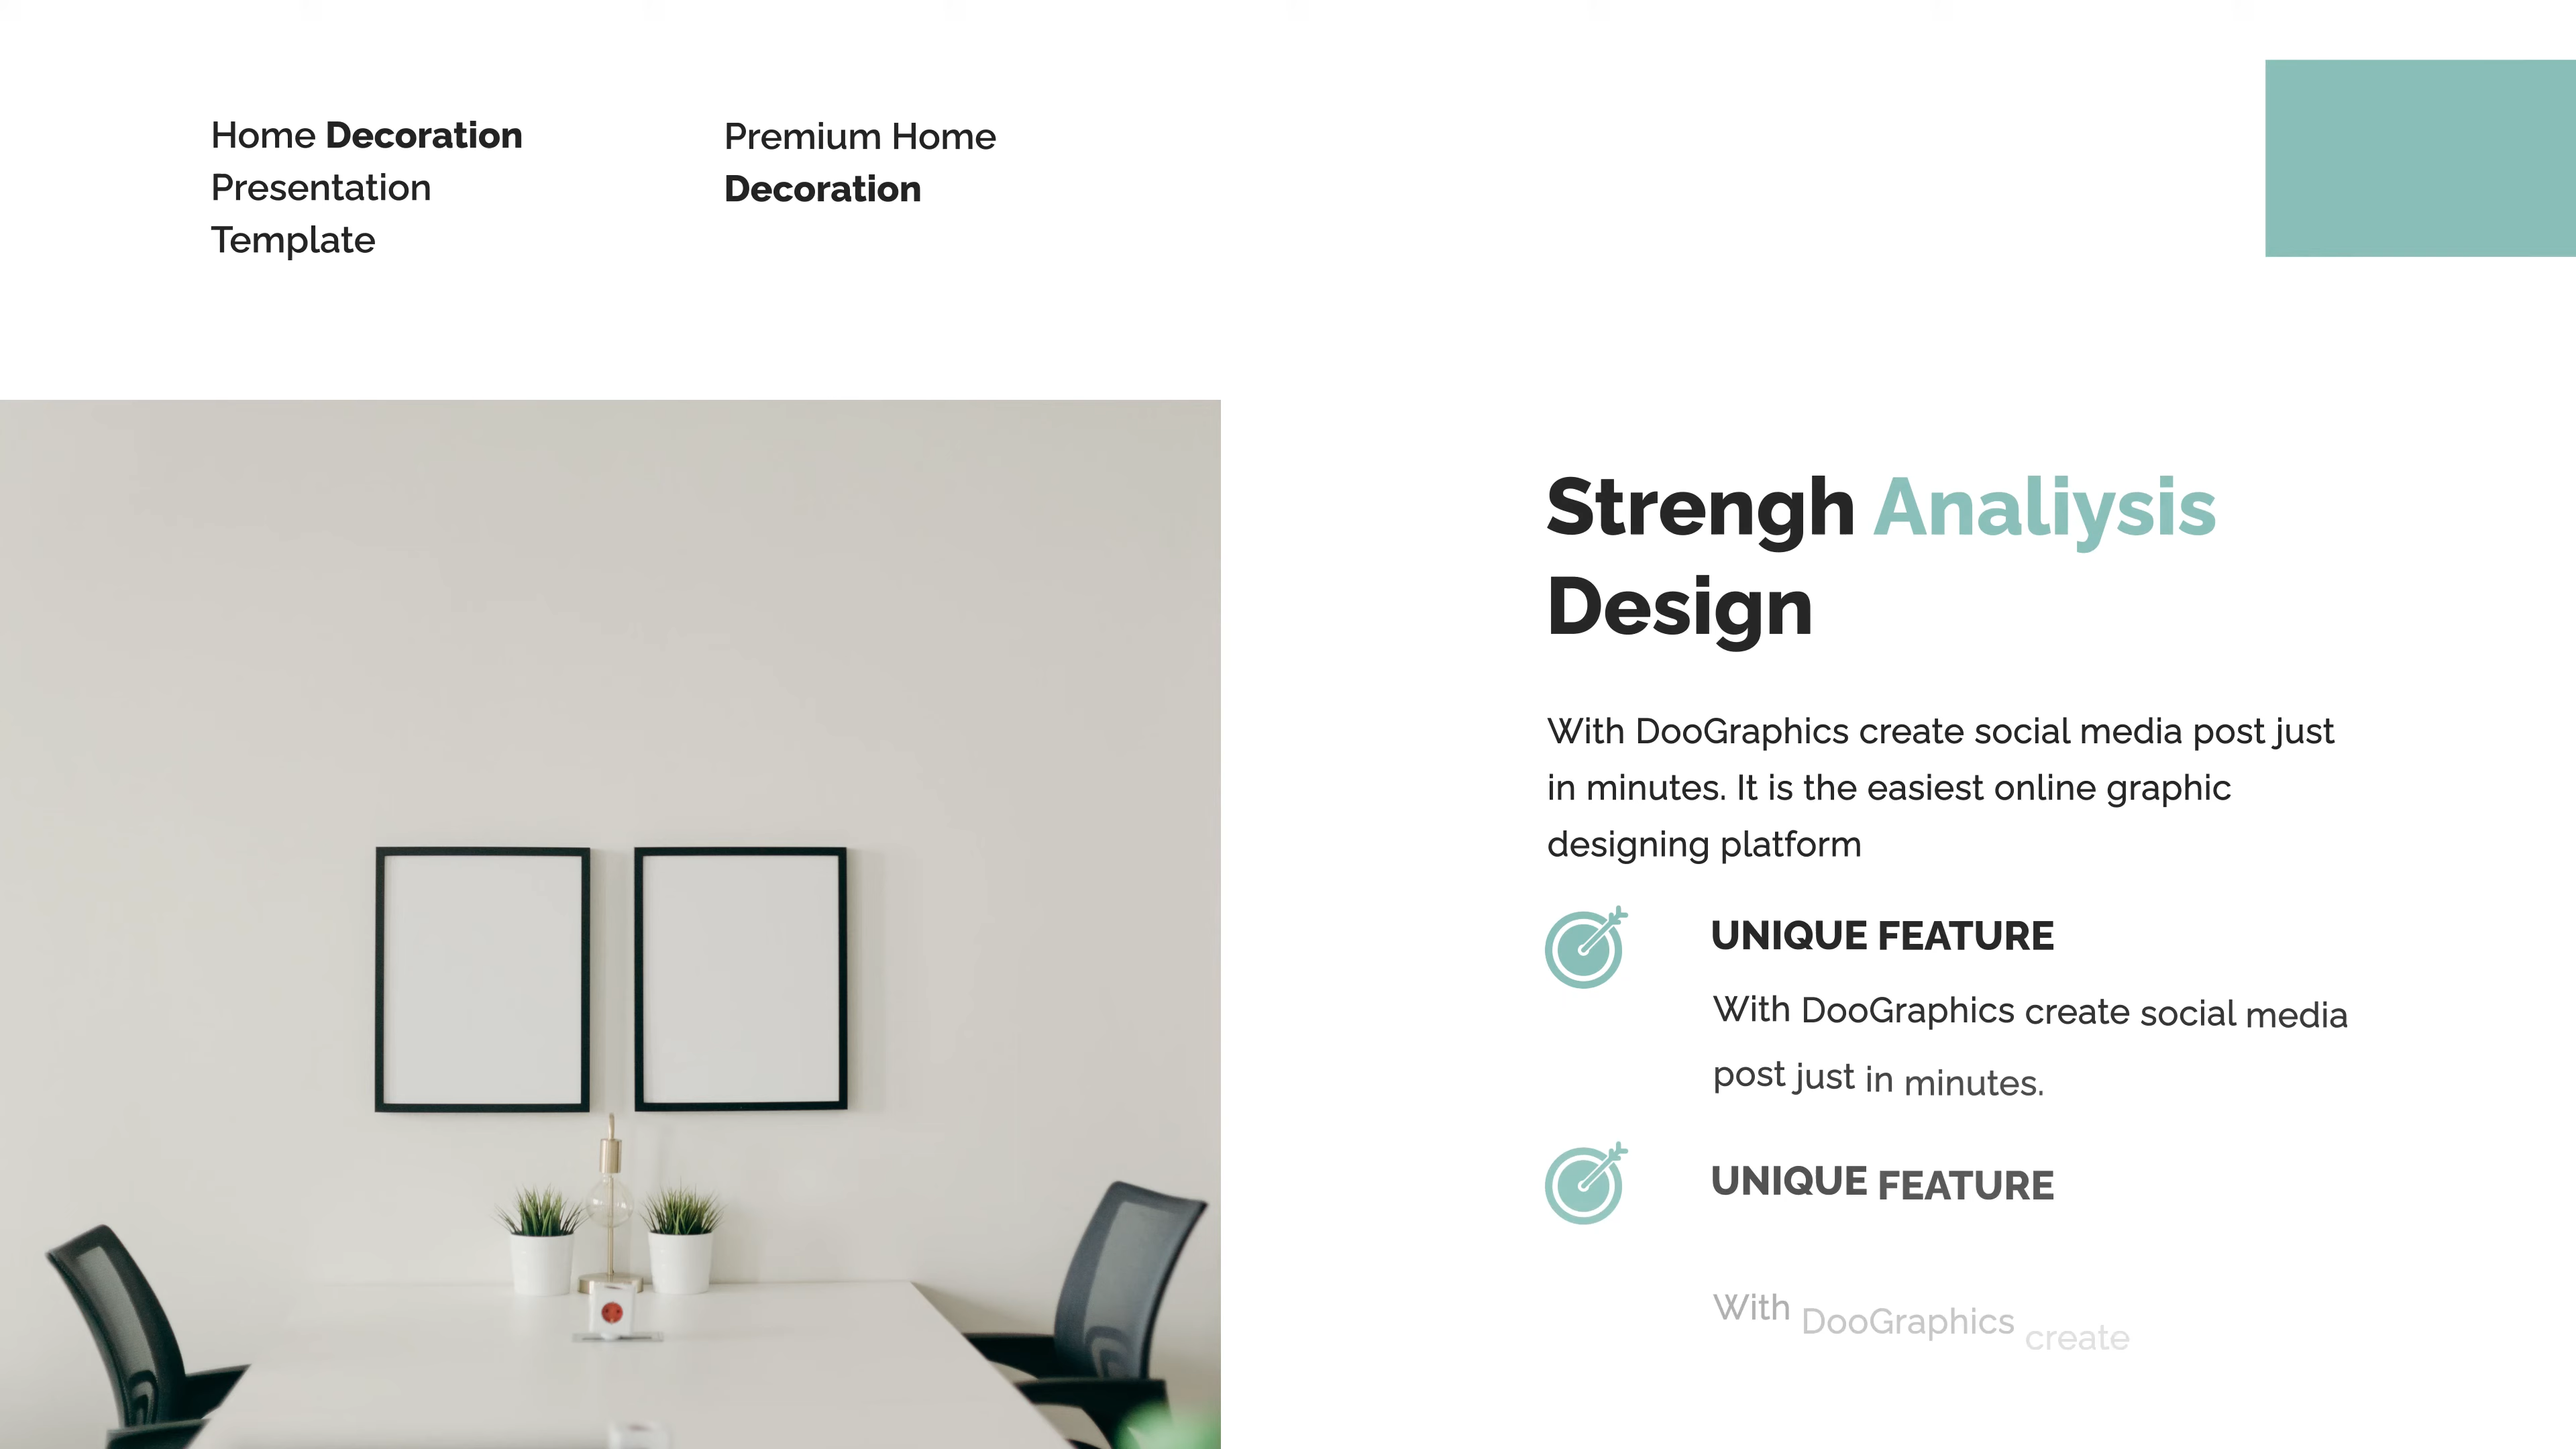 Home Decoration
Presentation
Template
Premium Home
Decoration
Strengh Analiysis
Design
With DooGraphics create social media post just
in minutes. It is the easiest online graphic
designing platform
UNIQUE FEATURE
With DooGraphics create social media
post just in minutes.
UNIQUE FEATURE
With DooGraphics create